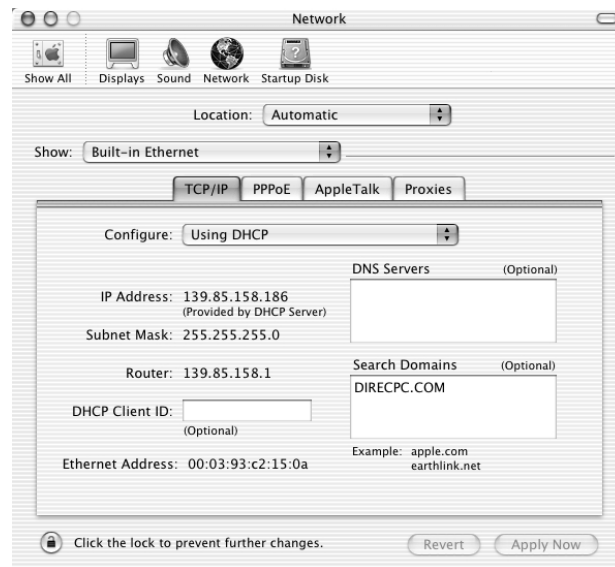 Network
Show All Displays Sound Network Startup Disk
Location: Automatic
Show: Built-in Ethernet
TCP/IP PPPoE AppleTalk Proxies
Configure: Using DHCP
DNS Servers (Optional)
IP Address: 139.85.158.186
(Provided by DHCP Server)
Subnet Mask: 255.255.255.0
Router: 139.85.158.1
Search Domains (Optional)
DIRECPC.COM
DHCP Client ID:
(Optional)
Example: apple.com
earthlink.net
Ethernet Address: 00:03:93:c2:15:0a
Click the lock to prevent further changes.
Revert Apply Now